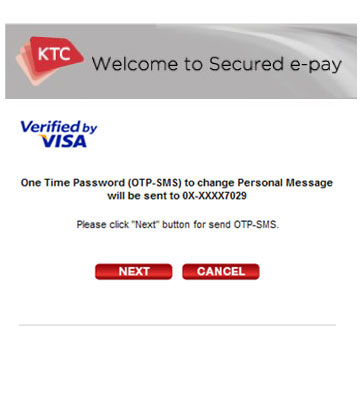 KTC
Welcome to Secured e-pay
Verified by
VISA
One Time Password (OTP-SMS) to change Personal Message
will be sent to 0X-XXXX7029
Please click "Next" button for send OTP-SMS.
NEXT CANCEL